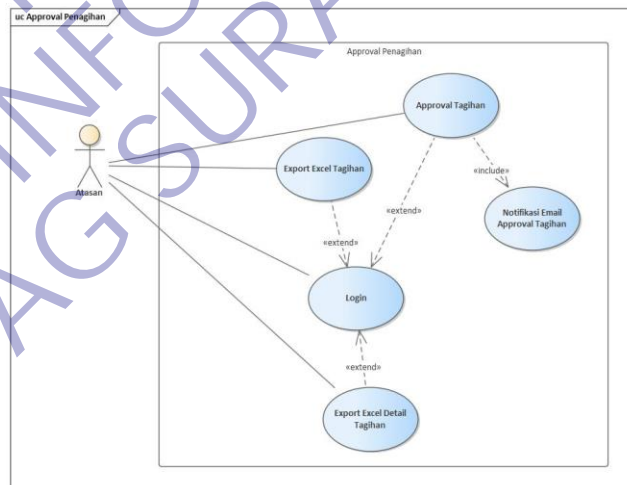 uc Approval Penagihan
Approval Penagihan
Approval Tagihan
Export Excel Tagihan
Atasan
«include»
«extend»
Notifikasi Email
Approval Tagihan
«extend»
Login
«extend»
Export Excel Detail
Tagihan